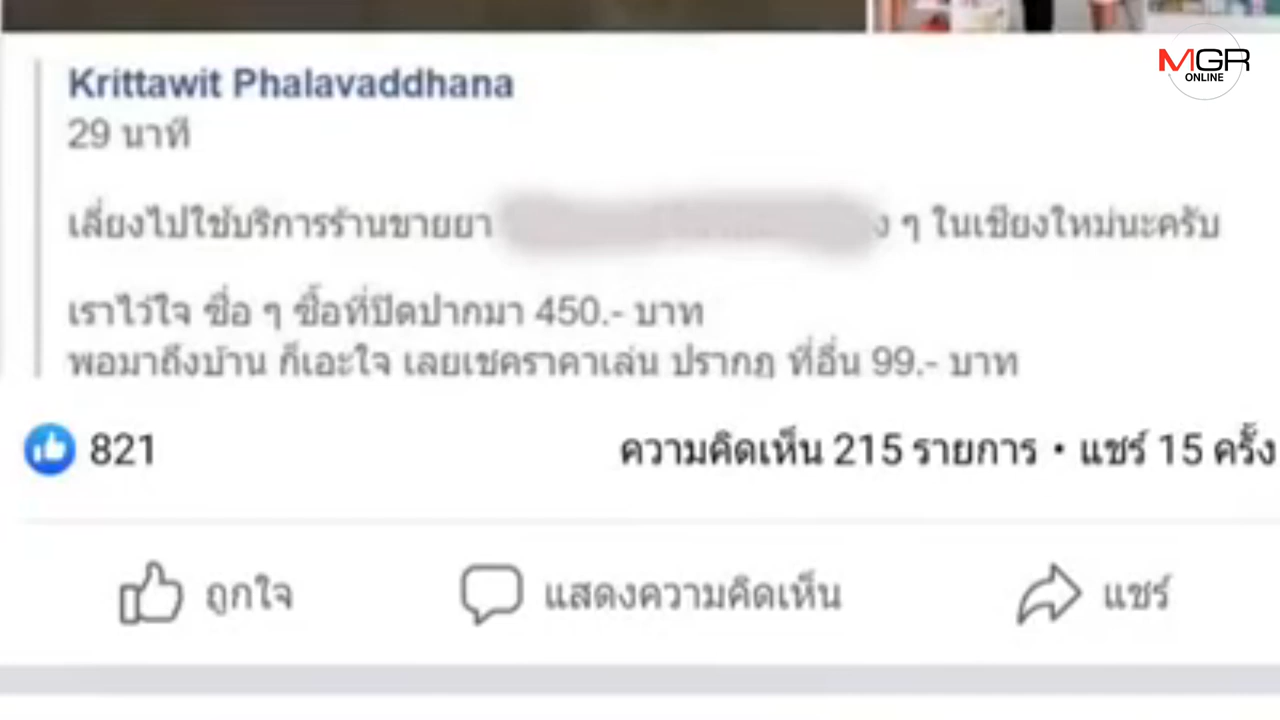 MGR
ONLINE
Krittawit Phalavaddhana
29 นาที
เลี่ยงไปใช้บริการร้านขายยา ง ๆ ในเชียงใหม่นะครับ
เราไว้ใจ ซื่อ ๆ ซื้อที่ปิดปากมา 450.- บาท
พอมาถึงบ้าน ก็เอะใจ เลยเชคราคาเล่น ปรากฏ ที่อื่น 99.- บาท
821
ความคิดเห็น 215 รายการ • แชร์ 15 ครั้ง
ถูกใจ แสดงความคิดเห็น แชร์